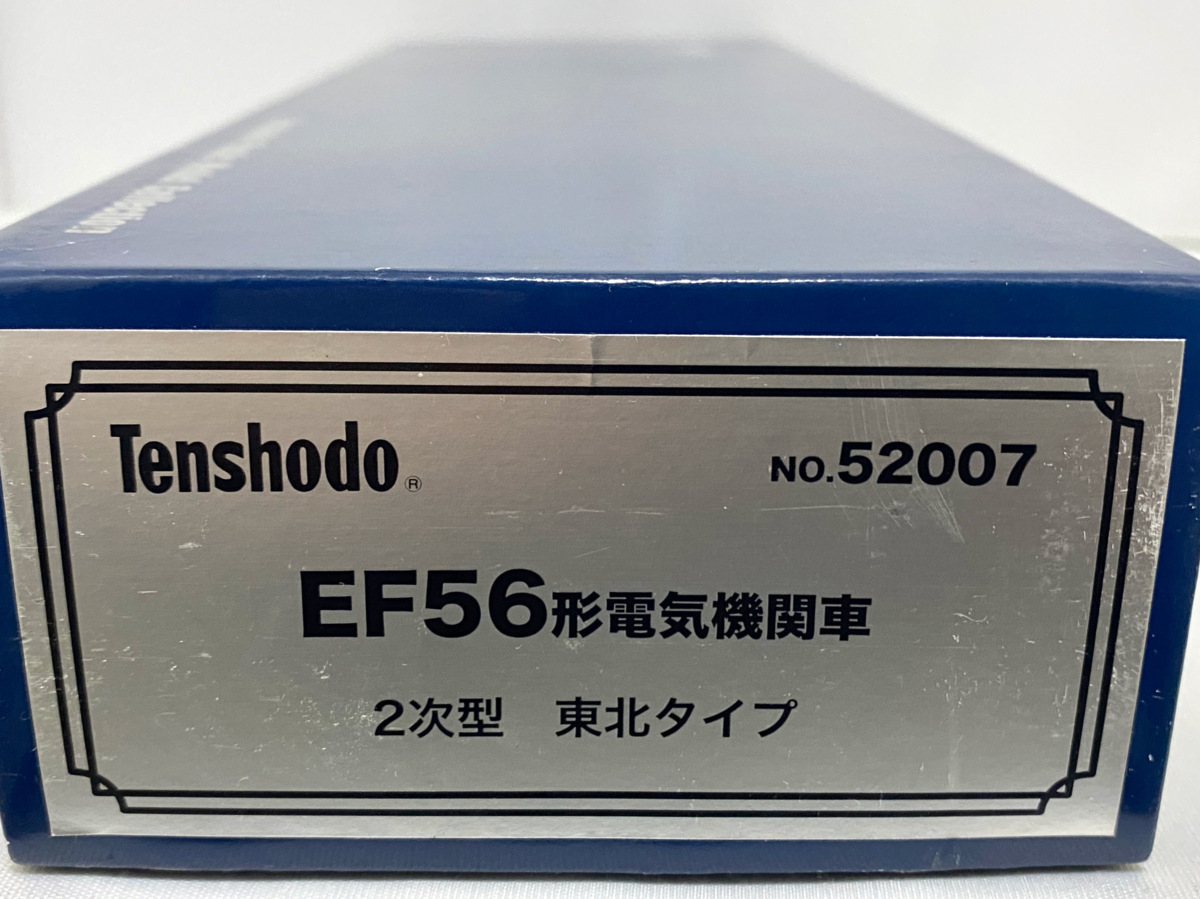 Tenshodo®
NO.52007
EF56形電気機関車
2次型 東北タイプ